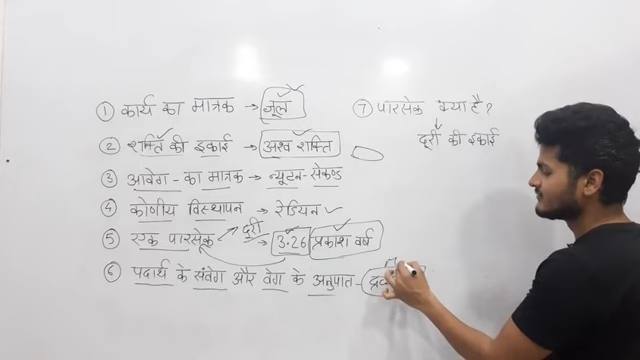 ① कार्य का मात्रक → जूल
② शक्ति की इकाई → अश्व शक्ति
③ आवेग - का मात्रक → न्यूटन - सेकण्ड
④ कोणीय विस्थापन → रेडियन
⑤ एक पारसेक → दूरी → 3.26 प्रकाश वर्ष
⑥ पदार्थ के संवेग और वेग के अनुपात -
⑦ पारसेक क्या है?
दूरी की इकाई